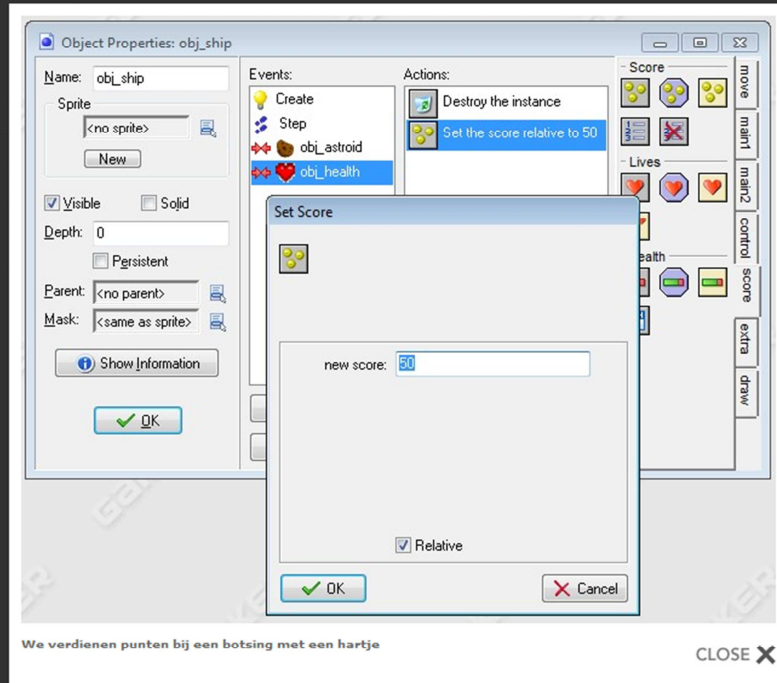 Object Properties: obj_ship
Name: obj_ship
Sprite
<no sprite>
New
Visible
Solid
Depth: 0
Persistent
Parent: <no parent>
Mask: <same as sprite>
Show Information
OK
Events:
Create
Step
obj_astroid
obj_health
Actions:
Destroy the instance
Set the score relative to 50
Score
Lives
ealth
move
main1
main2
control
score
extra
draw
Set Score
new score: 50
Relative
OK
Cancel
We verdienen punten bij een botsing met een hartje
CLOSE